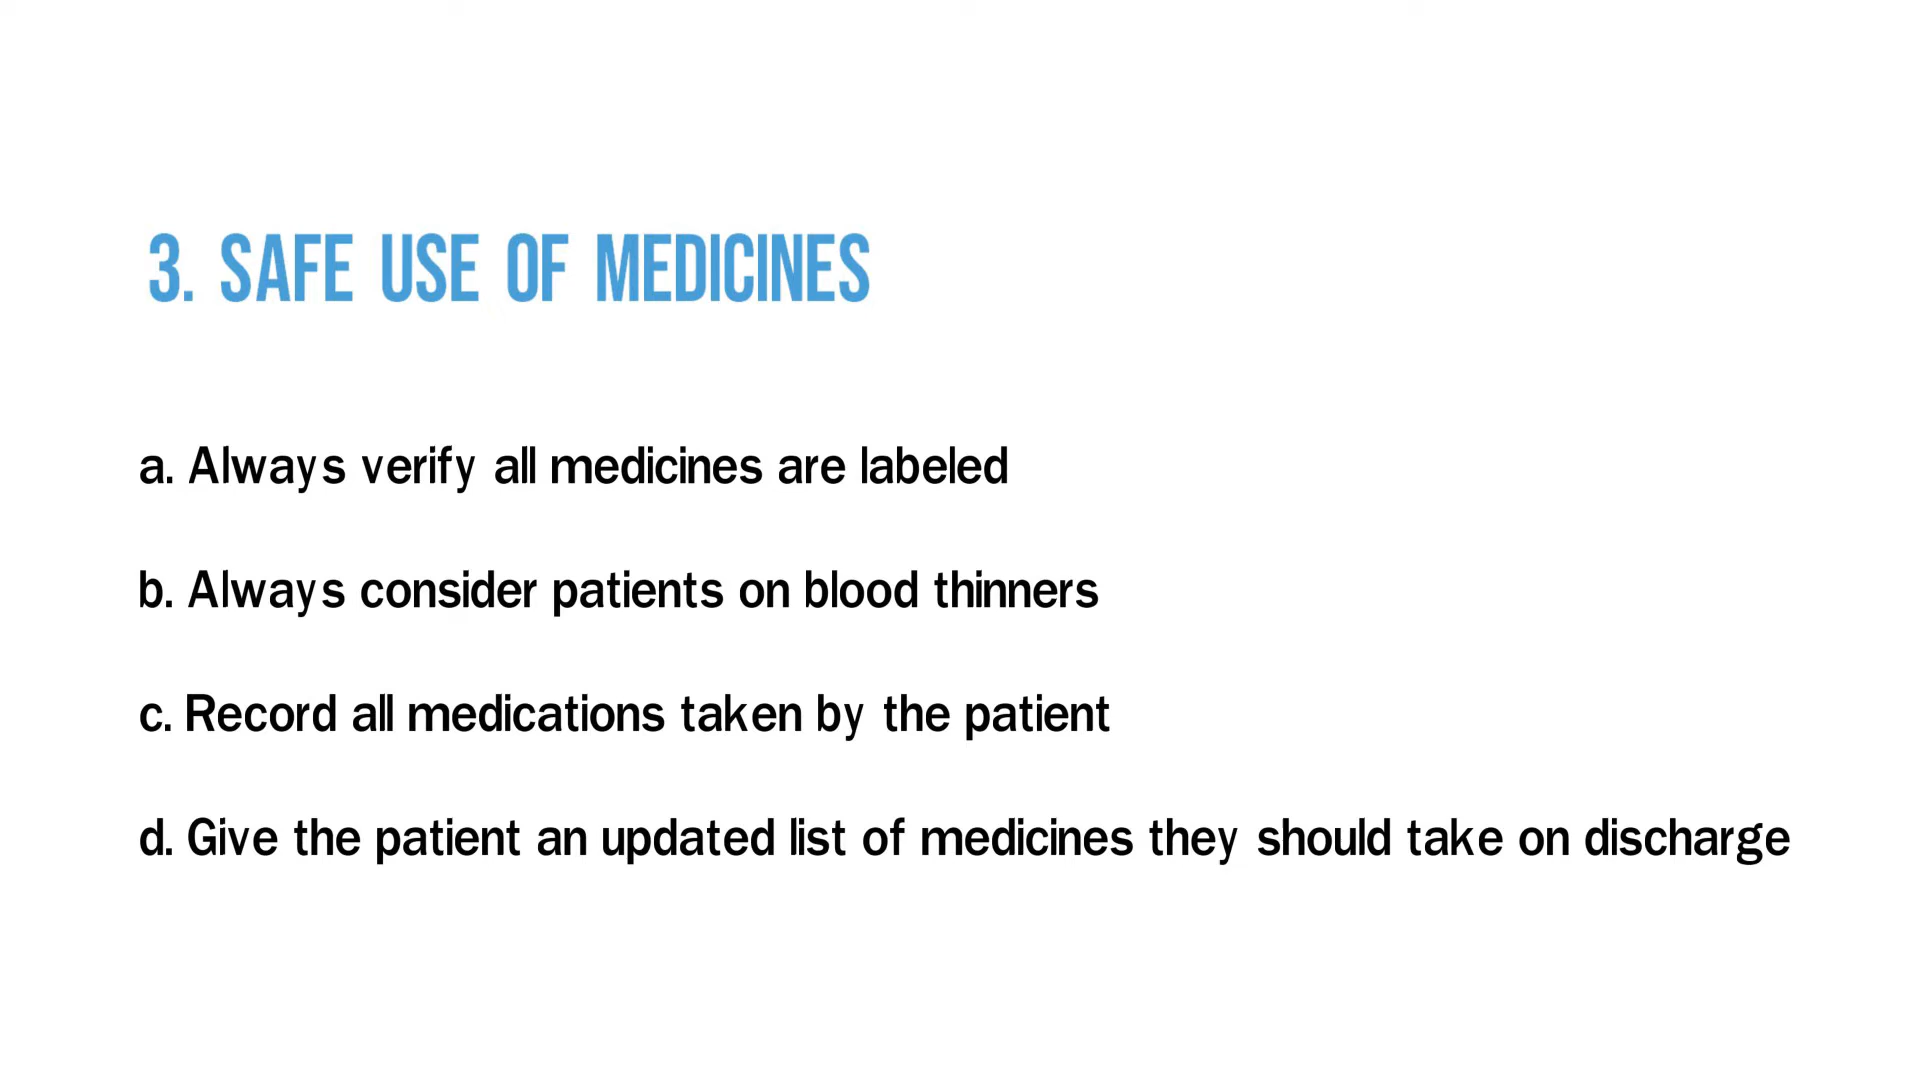 3. SAFE USE OF MEDICINES
a. Always verify all medicines are labeled
b. Always consider patients on blood thinners
c. Record all medications taken by the patient
d. Give the patient an updated list of medicines they should take on discharge